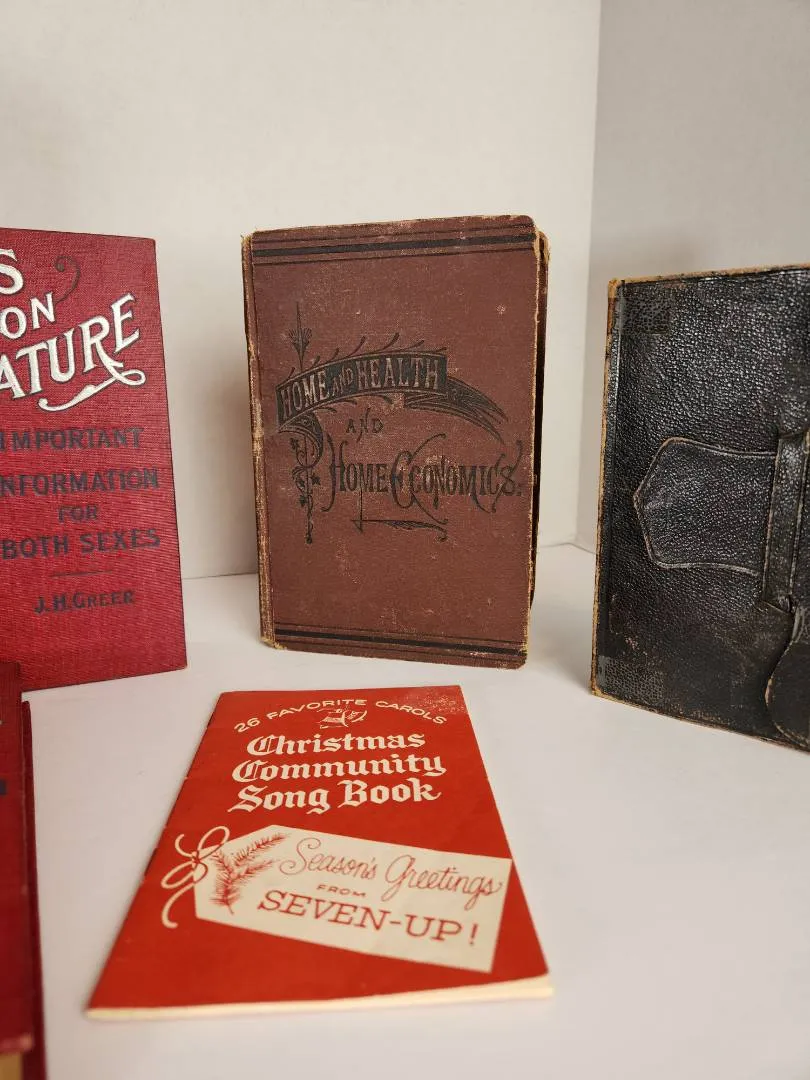 S
ON
ATURE
IMPORTANT
NFORMATION
FOR
BOTH SEXES
J.H.GREER
HOME AND HEALTH
AND
HOME ECONOMICS.
26 FAVORITE CAROLS
Christmas
Community
Song Book
Season's Greetings
FROM
SEVEN-UP!